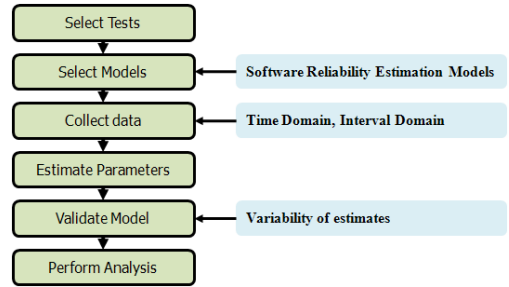 Select Tests
Select Models
Software Reliability Estimation Models
Collect data
Time Domain, Interval Domain
Estimate Parameters
Validate Model
Variability of estimates
Perform Analysis